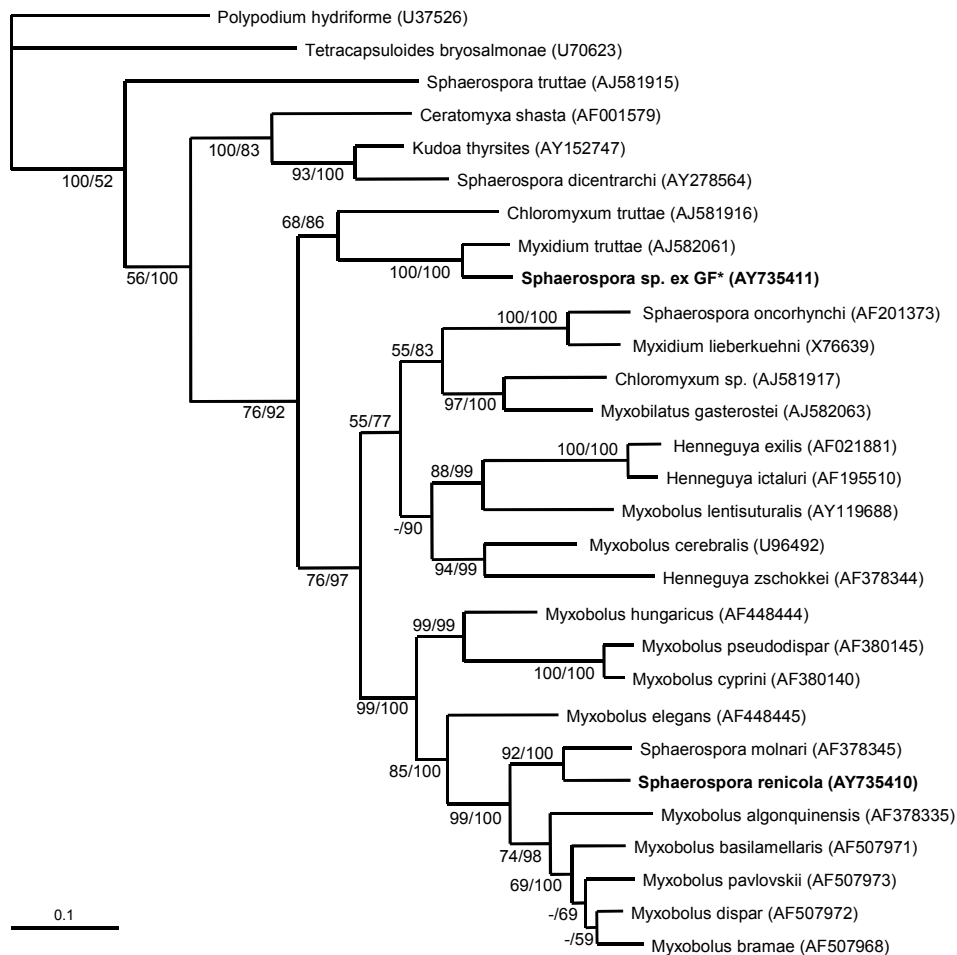 Polypodium hydriforme (U37526)
Tetracapsuloides bryosalmonae (U70623)
Sphaerospora truttae (AJ581915)
Ceratomyxa shasta (AF001579)
100/83
Kudoa thyrsites (AY152747)
93/100
100/52
Sphaerospora dicentrarchi (AY278564)
Chloromyxum truttae (AJ581916)
68/86
Myxidium truttae (AJ582061)
100/100
56/100
Sphaerospora sp. ex GF* (AY735411)
Sphaerospora oncorhynchi (AF201373)
100/100
Myxidium lieberkuehni (X76639)
55/83
Chloromyxum sp. (AJ581917)
97/100
76/92
Myxobilatus gasterostei (AJ582063)
55/77
Henneguya exilis (AF021881)
100/100
88/99
Henneguya ictaluri (AF195510)
Myxobolus lentisuturalis (AY119688)
-/90
Myxobolus cerebralis (U96492)
94/99
76/97
Henneguya zschokkei (AF378344)
Myxobolus hungaricus (AF448444)
99/99
Myxobolus pseudodispar (AF380145)
100/100
Myxobolus cyprini (AF380140)
99/100
Myxobolus elegans (AF448445)
Sphaerospora molnari (AF378345)
92/100
85/100
Sphaerospora renicola (AY735410)
99/100
Myxobolus algonquinensis (AF378335)
74/98
Myxobolus basilamellaris (AF507971)
69/100
Myxobolus pavlovskii (AF507973)
-/69
Myxobolus dispar (AF507972)
0.1
-/59
Myxobolus bramae (AF507968)